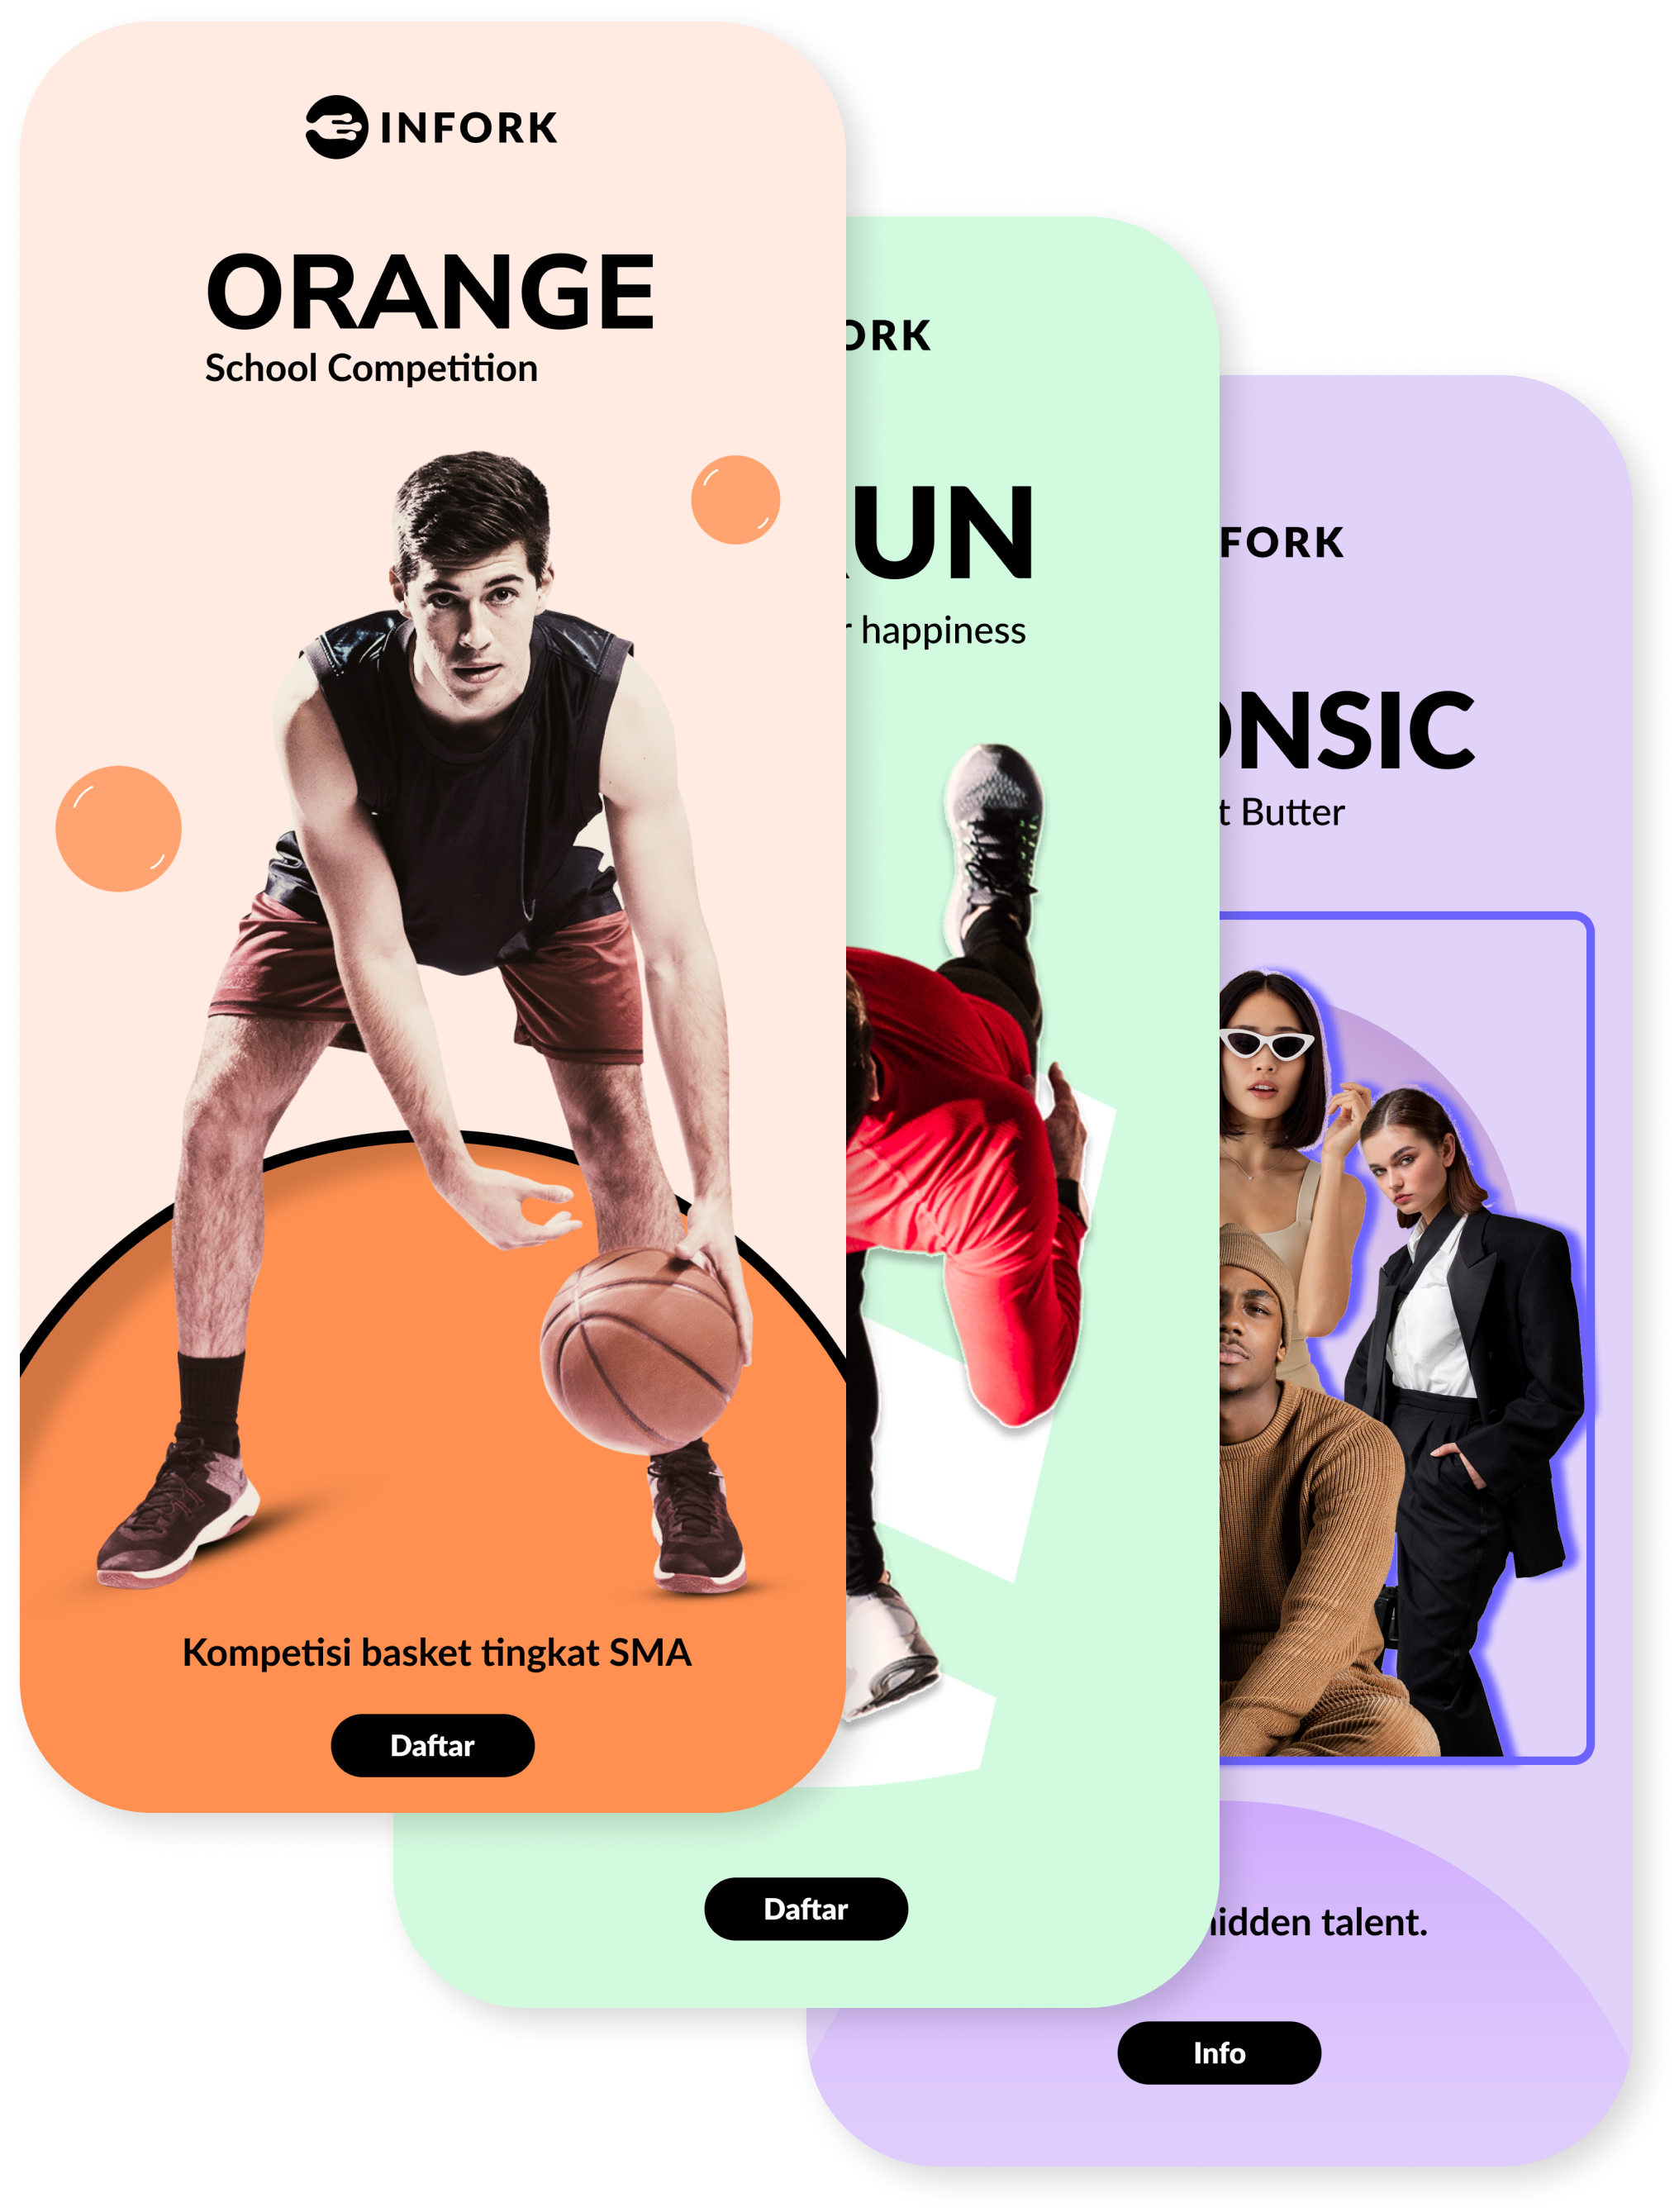 INFORK
ORANGE
School Competition
Kompetisi basket tingkat SMA
Daftar
ORK
UN
happiness
Daftar
FORK
NSIC
t Butter
idden talent.
Info